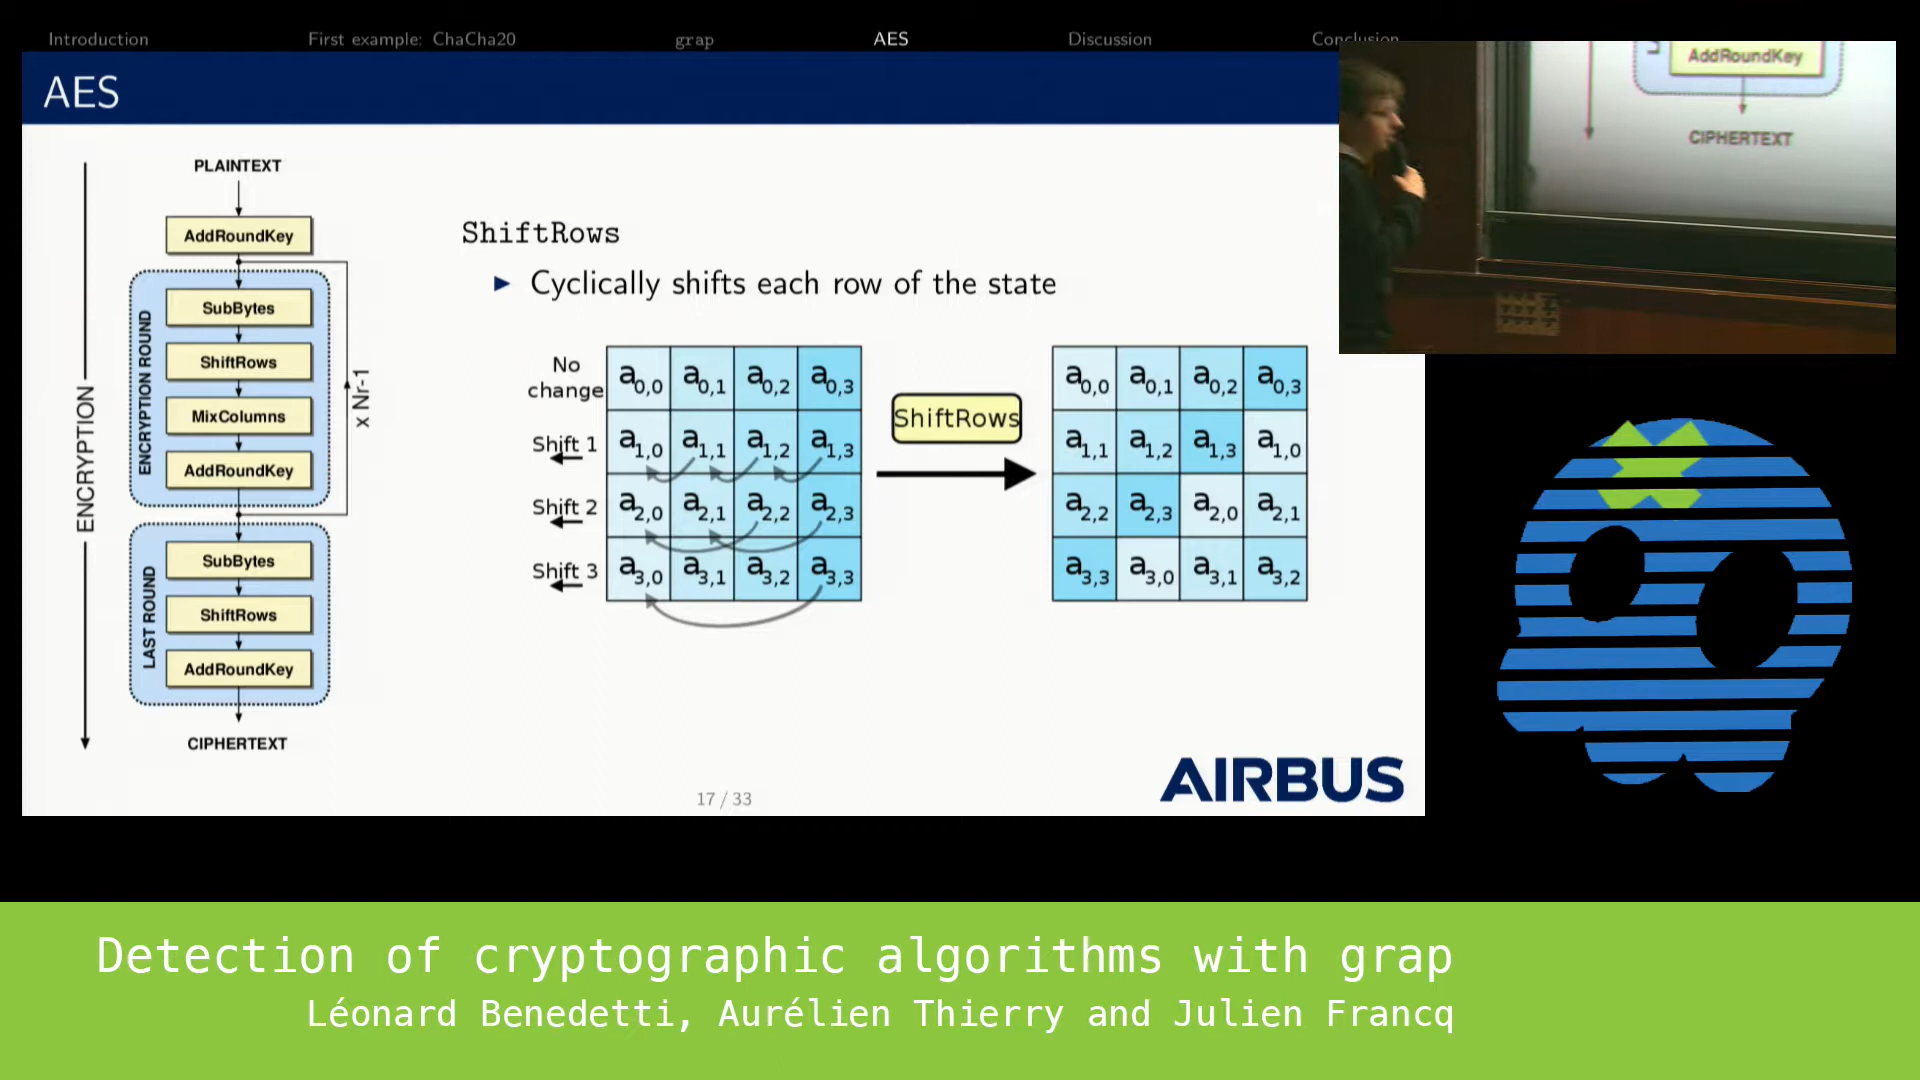 Introduction First example: ChaCha20 grap AES Discussion Conclusion
AES
PLAINTEXT
AddRoundKey
SubBytes
ShiftRows
MixColumns
AddRoundKey
ENCRYPTION ROUND
x Nr-1
ENCRYPTION
SubBytes
ShiftRows
AddRoundKey
LAST ROUND
CIPHERTEXT
ShiftRows
Cyclically shifts each row of the state
No change
a0,0 a0,1 a0,2 a0,3
Shift 1
a1,0 a1,1 a1,2 a1,3
Shift 2
a2,0 a2,1 a2,2 a2,3
Shift 3
a3,0 a3,1 a3,2 a3,3
ShiftRows
a0,0 a0,1 a0,2 a0,3
a1,1 a1,2 a1,3 a1,0
a2,2 a2,3 a2,0 a2,1
a3,3 a3,0 a3,1 a3,2
17 / 33
AIRBUS
AddRoundKey
CIPHERTEXT
Detection of cryptographic algorithms with grap
Léonard Benedetti, Aurélien Thierry and Julien Francq